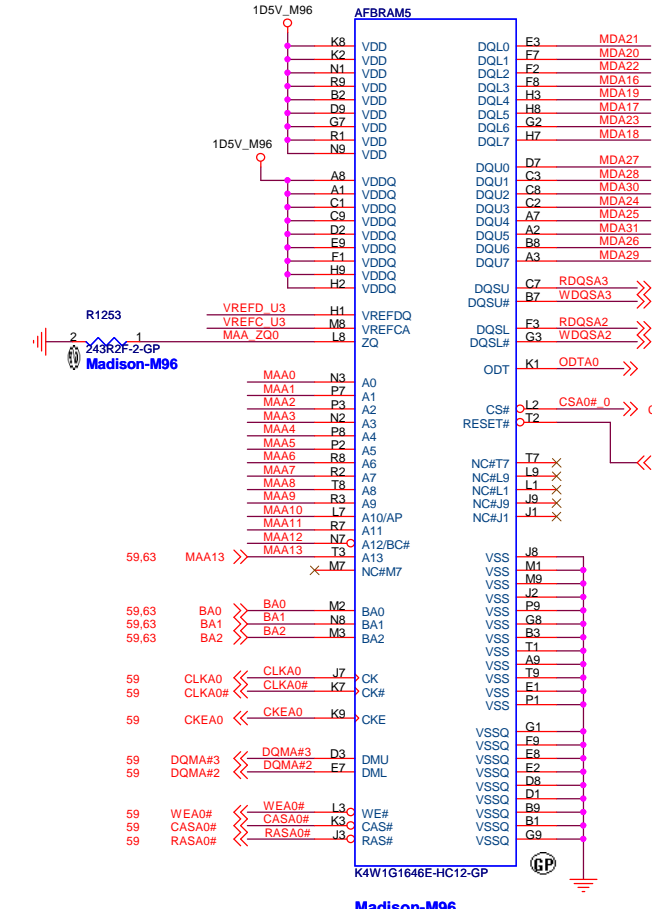 1D5V_M96
AFBRAM5
K8 VDD DQL0 E3 MDA21
K2 VDD DQL1 F7 MDA20
N1 VDD DQL2 F2 MDA22
R9 VDD DQL3 F8 MDA16
B2 VDD DQL4 H3 MDA19
D9 VDD DQL5 H8 MDA17
G7 VDD DQL6 G2 MDA23
R1 VDD DQL7 H7 MDA18
N9 VDD
1D5V_M96
A8 VDDQ DQU0 D7 MDA27
A1 VDDQ DQU1 C3 MDA28
C1 VDDQ DQU2 C8 MDA30
C9 VDDQ DQU3 C2 MDA24
D2 VDDQ DQU4 A7 MDA25
E9 VDDQ DQU5 A2 MDA31
F1 VDDQ DQU6 B8 MDA26
H9 VDDQ DQU7 A3 MDA29
H2 VDDQ
DQSU C7 RDQSA3
DQSU# B7 WDQSA3
VREFD_U3 H1 VREFDQ
VREFC_U3 M8 VREFCA DQSL F3 RDQSA2
MAA_ZQ0 L8 ZQ DQSL# G3 WDQSA2
R1253
2 1
243R2F-2-GP
Madison-M96
ODT K1 ODTA0
MAA0 N3 A0
MAA1 P7 A1
MAA2 P3 A2 CS# L2 CSA0#_0
MAA3 N2 A3 RESET# T2
MAA4 P8 A4
MAA5 P2 A5
MAA6 R8 A6 NC#T7 T7
MAA7 R2 A7 NC#L9 L9
MAA8 T8 A8 NC#L1 L1
MAA9 R3 A9 NC#J9 J9
MAA10 L7 A10/AP NC#J1 J1
MAA11 R7 A11
MAA12 N7 A12/BC#
59,63 MAA13 MAA13 T3 A13 VSS J8
M7 NC#M7 VSS M1
VSS M9
VSS J2
59,63 BA0 BA0 M2 BA0 VSS P9
59,63 BA1 BA1 N8 BA1 VSS G8
59,63 BA2 BA2 M3 BA2 VSS B3
VSS T1
VSS A9
59 CLKA0 CLKA0 J7 CK VSS T9
59 CLKA0# CLKA0# K7 CK# VSS E1
VSS P1
59 CKEA0 CKEA0 K9 CKE
VSSQ G1
VSSQ F9
59 DQMA#3 DQMA#3 D3 DMU VSSQ E8
59 DQMA#2 DQMA#2 E7 DML VSSQ E2
VSSQ D8
VSSQ D1
59 WEA0# WEA0# L3 WE# VSSQ B9
59 CASA0# CASA0# K3 CAS# VSSQ B1
59 RASA0# RASA0# J3 RAS# VSSQ G9
GP
K4W1G1646E-HC12-GP
Madison-M96